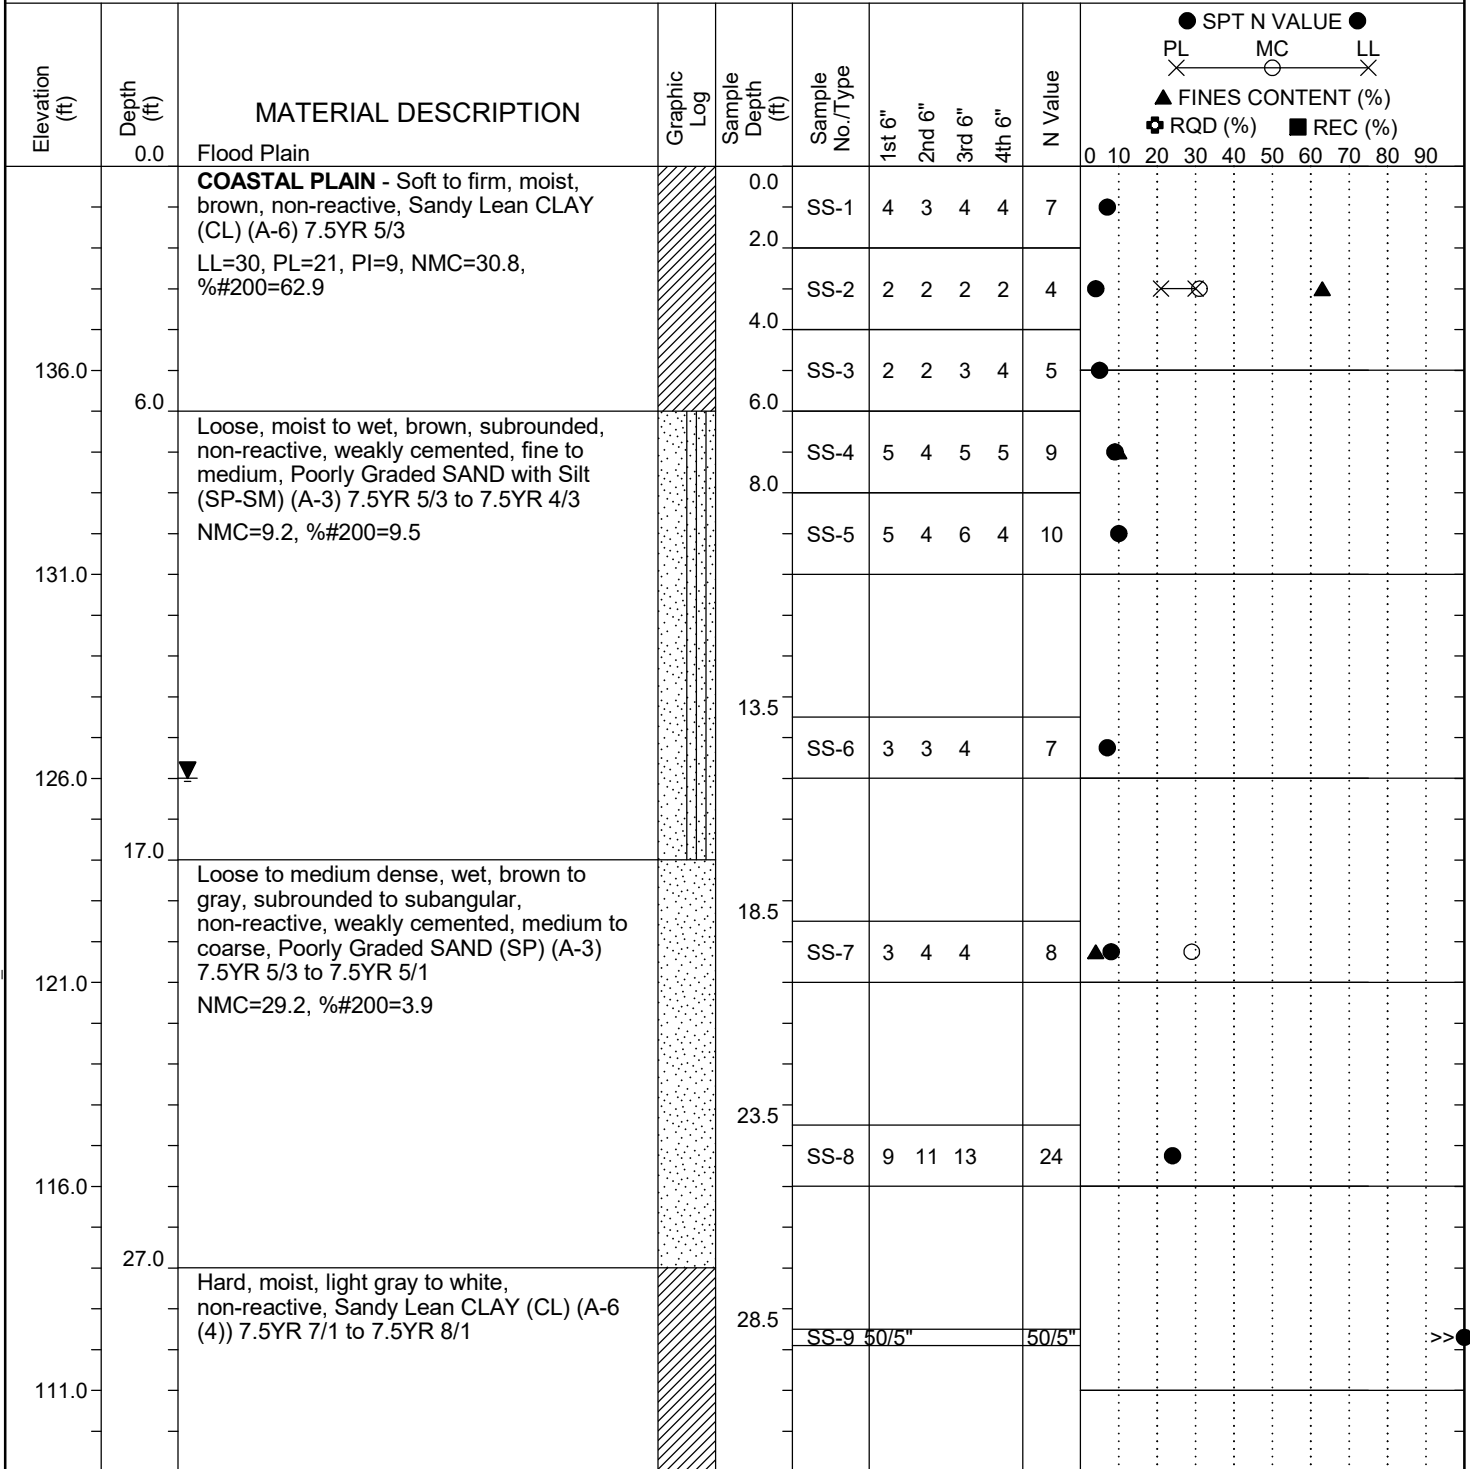 ● SPT N VALUE ●
PL MC LL
▲ FINES CONTENT (%)
RQD (%) ■ REC (%)
Elevation (ft)
Depth (ft)
MATERIAL DESCRIPTION
Graphic Log
Sample Depth (ft)
Sample No./Type
1st 6"
2nd 6"
3rd 6"
4th 6"
N Value
0 10 20 30 40 50 60 70 80 90
0.0 Flood Plain
COASTAL PLAIN - Soft to firm, moist,
brown, non-reactive, Sandy Lean CLAY
(CL) (A-6) 7.5YR 5/3
LL=30, PL=21, PI=9, NMC=30.8,
%#200=62.9
0.0
SS-1 4 3 4 4 7
2.0
SS-2 2 2 2 2 4
4.0
136.0
SS-3 2 2 3 4 5
6.0
6.0
Loose, moist to wet, brown, subrounded,
non-reactive, weakly cemented, fine to
medium, Poorly Graded SAND with Silt
(SP-SM) (A-3) 7.5YR 5/3 to 7.5YR 4/3
NMC=9.2, %#200=9.5
SS-4 5 4 5 5 9
8.0
SS-5 5 4 6 4 10
131.0
13.5
SS-6 3 3 4 7
126.0
17.0
Loose to medium dense, wet, brown to
gray, subrounded to subangular,
non-reactive, weakly cemented, medium to
coarse, Poorly Graded SAND (SP) (A-3)
7.5YR 5/3 to 7.5YR 5/1
NMC=29.2, %#200=3.9
18.5
SS-7 3 4 4 8
121.0
23.5
SS-8 9 11 13 24
116.0
27.0
Hard, moist, light gray to white,
non-reactive, Sandy Lean CLAY (CL) (A-6
(4)) 7.5YR 7/1 to 7.5YR 8/1
28.5
SS-9 50/5" 50/5" >>
111.0